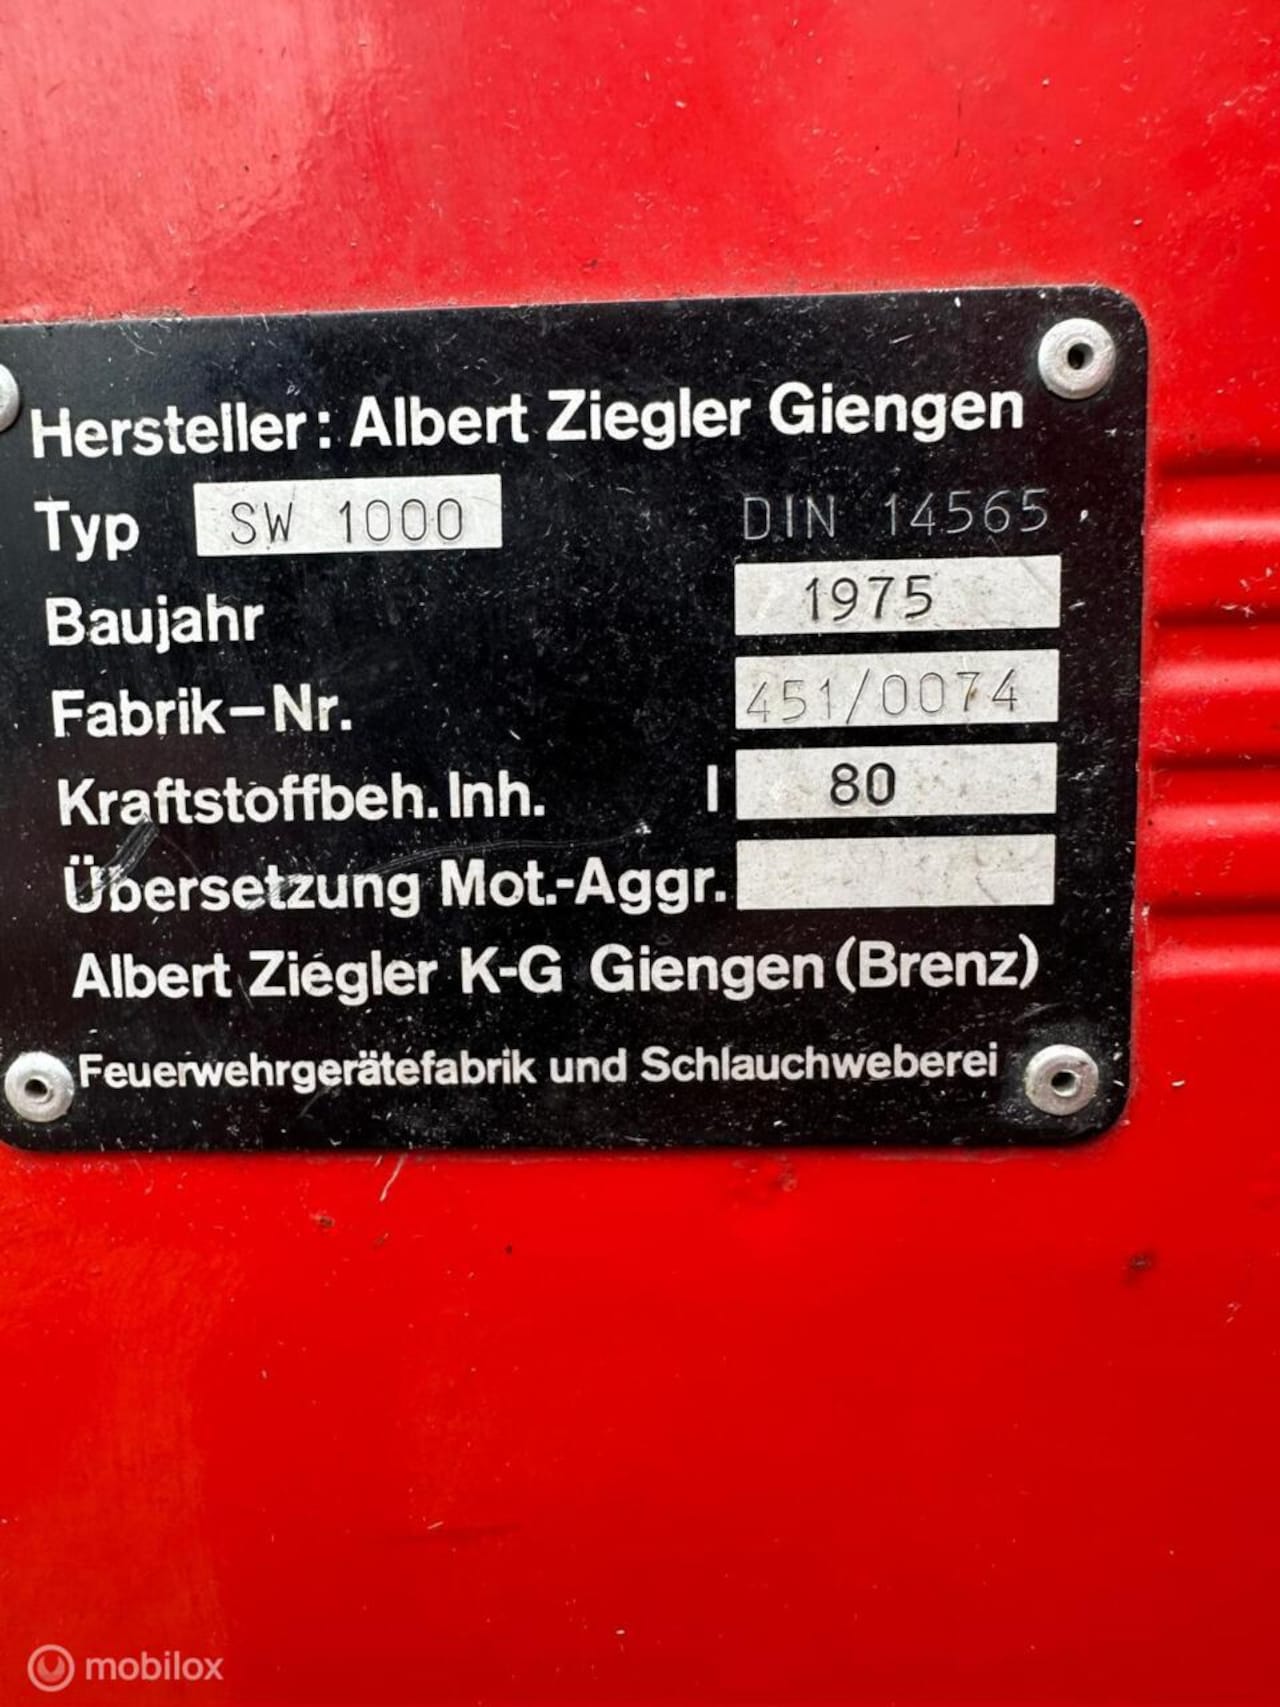 Hersteller: Albert Ziegler Giengen
Typ SW 1000 DIN 14565
Baujahr 1975
Fabrik-Nr. 451/0074
Kraftstoffbeh. Inh. l 80
Übersetzung Mot.-Aggr.
Albert Ziegler K-G Giengen (Brenz)
Feuerwehrgerätefabrik und Schlauchweberei
mobilox